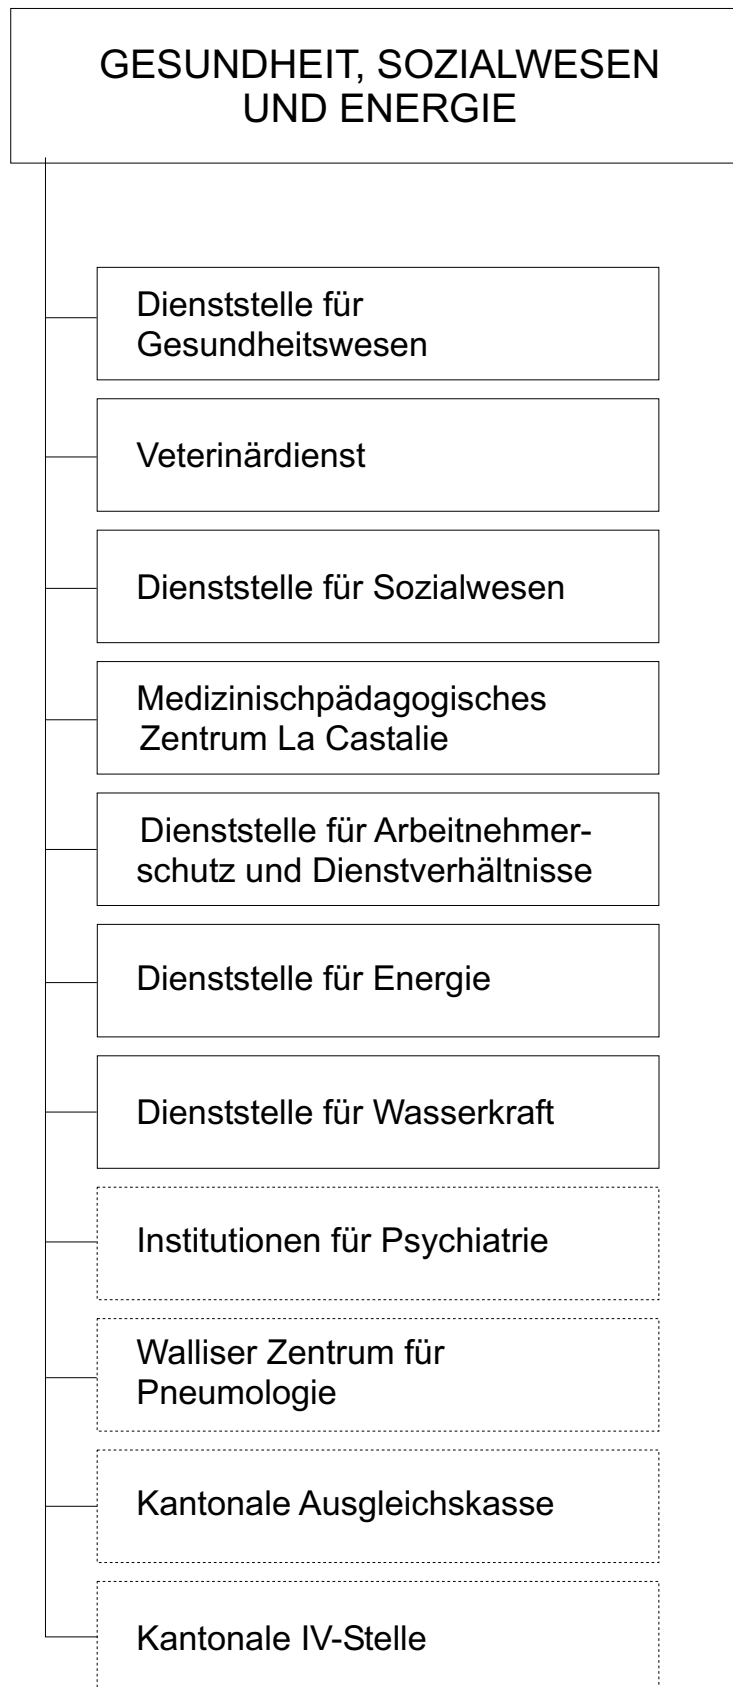 GESUNDHEIT, SOZIALWESEN
UND ENERGIE
Dienststelle für
Gesundheitswesen
Veterinärdienst
Dienststelle für Sozialwesen
Medizinischpädagogisches
Zentrum La Castalie
Dienststelle für Arbeitnehmer-
schutz und Dienstverhältnisse
Dienststelle für Energie
Dienststelle für Wasserkraft
Institutionen für Psychiatrie
Walliser Zentrum für
Pneumologie
Kantonale Ausgleichskasse
Kantonale IV-Stelle